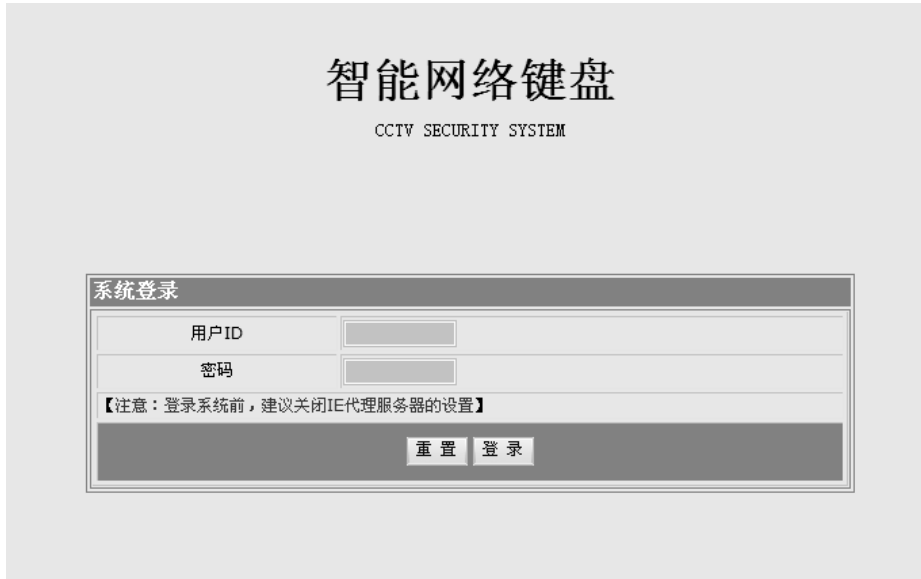 智能网络键盘
CCTV SECURITY SYSTEM
系统登录
用户ID
密码
【注意：登录系统前，建议关闭IE代理服务器的设置】
重 置 登 录